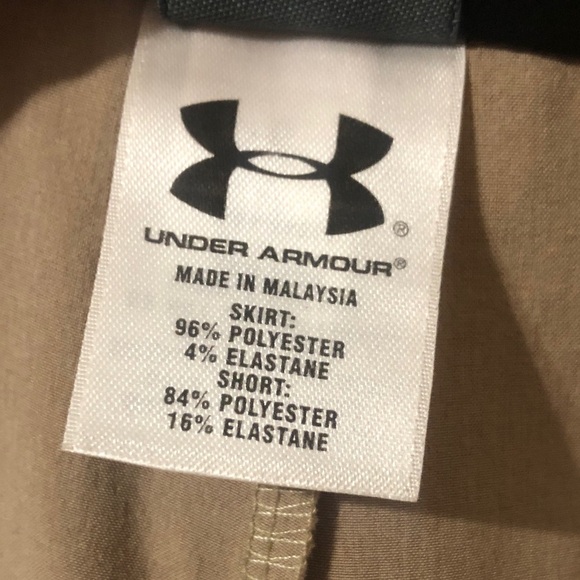 ®
UNDER ARMOUR®
MADE IN MALAYSIA
SKIRT:
96% POLYESTER
4% ELASTANE
SHORT:
84% POLYESTER
16% ELASTANE